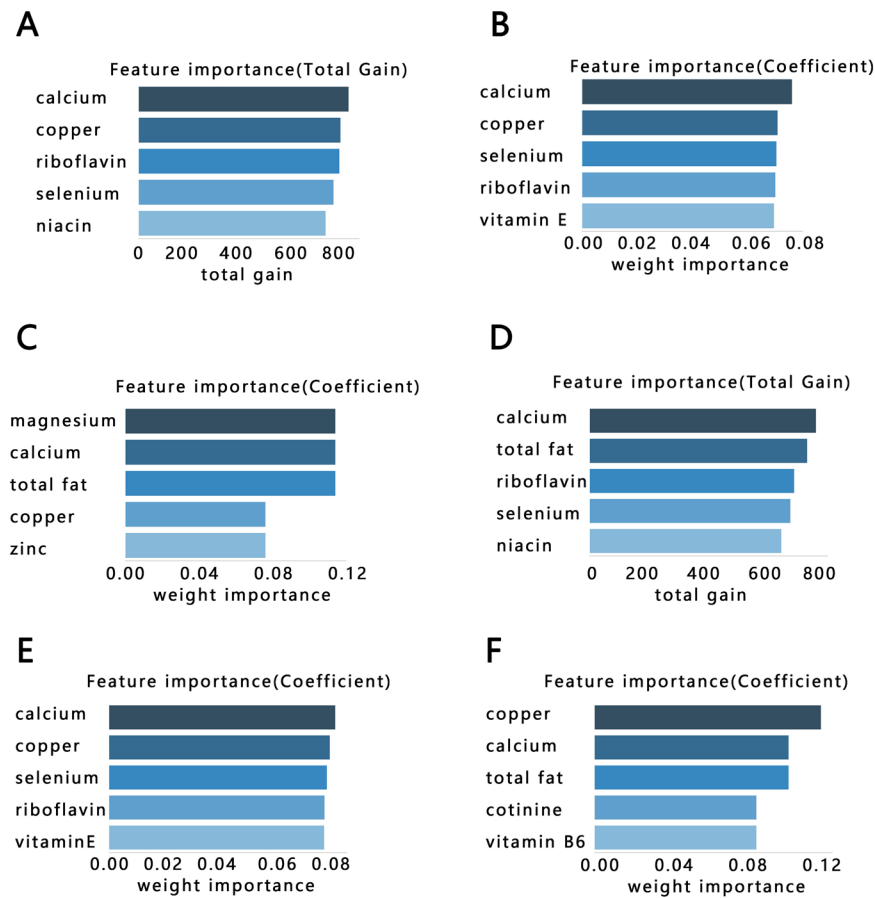 A
Feature importance(Total Gain)
calcium
copper
riboflavin
selenium
niacin
0 200 400 600 800
total gain
B
Feature importance(Coefficient)
calcium
copper
selenium
riboflavin
vitamin E
0.00 0.02 0.04 0.06 0.08
weight importance
C
Feature importance(Coefficient)
magnesium
calcium
total fat
copper
zinc
0.00 0.04 0.08 0.12
weight importance
D
Feature importance(Total Gain)
calcium
total fat
riboflavin
selenium
niacin
0 200 400 600 800
total gain
E
Feature importance(Coefficient)
calcium
copper
selenium
riboflavin
vitaminE
0.00 0.02 0.04 0.06 0.08
weight importance
F
Feature importance(Coefficient)
copper
calcium
total fat
cotinine
vitamin B6
0.00 0.04 0.08 0.12
weight importance